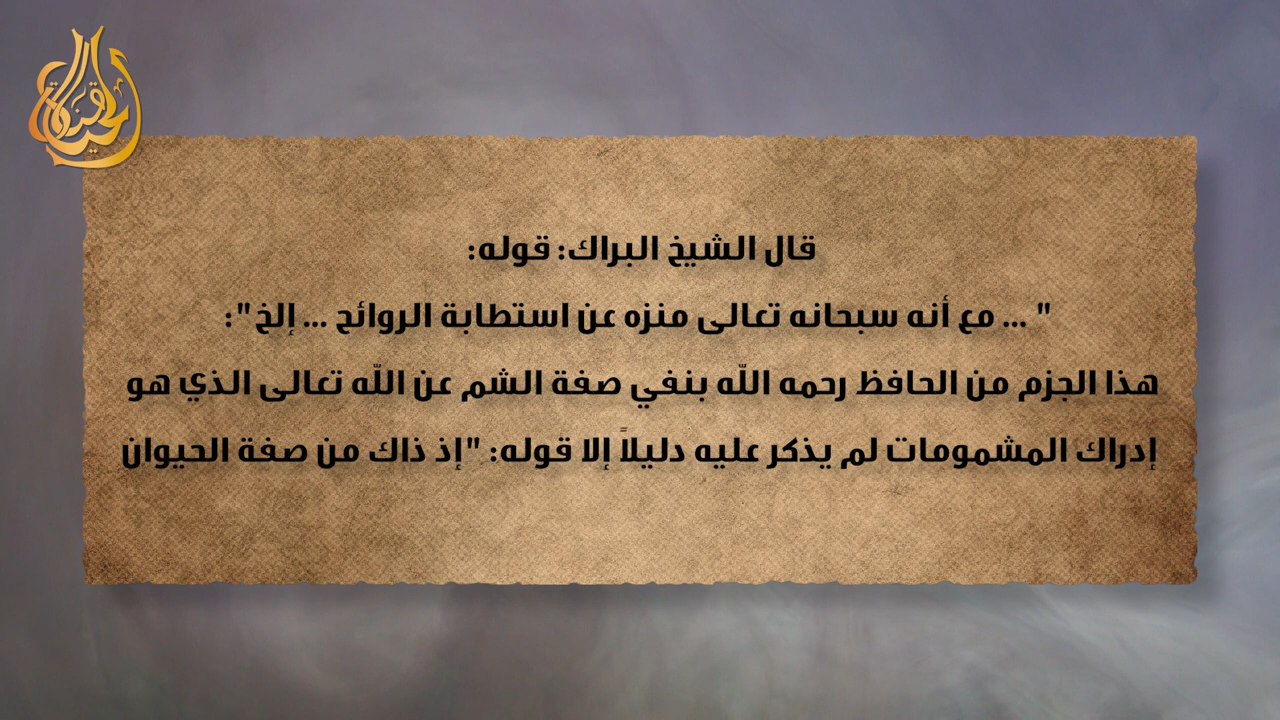 قناة الحياة
قال الشيخ البراك: قوله:
" ... مع أنه سبحانه تعالى منزه عن استطابة الروائح ... إلخ":
هذا الجزم من الحافظ رحمه الله بنفي صفة الشم عن الله تعالى الذي هو
إدراك المشمومات لم يذكر عليه دليلاً إلا قوله: "إذ ذاك من صفة الحيوان